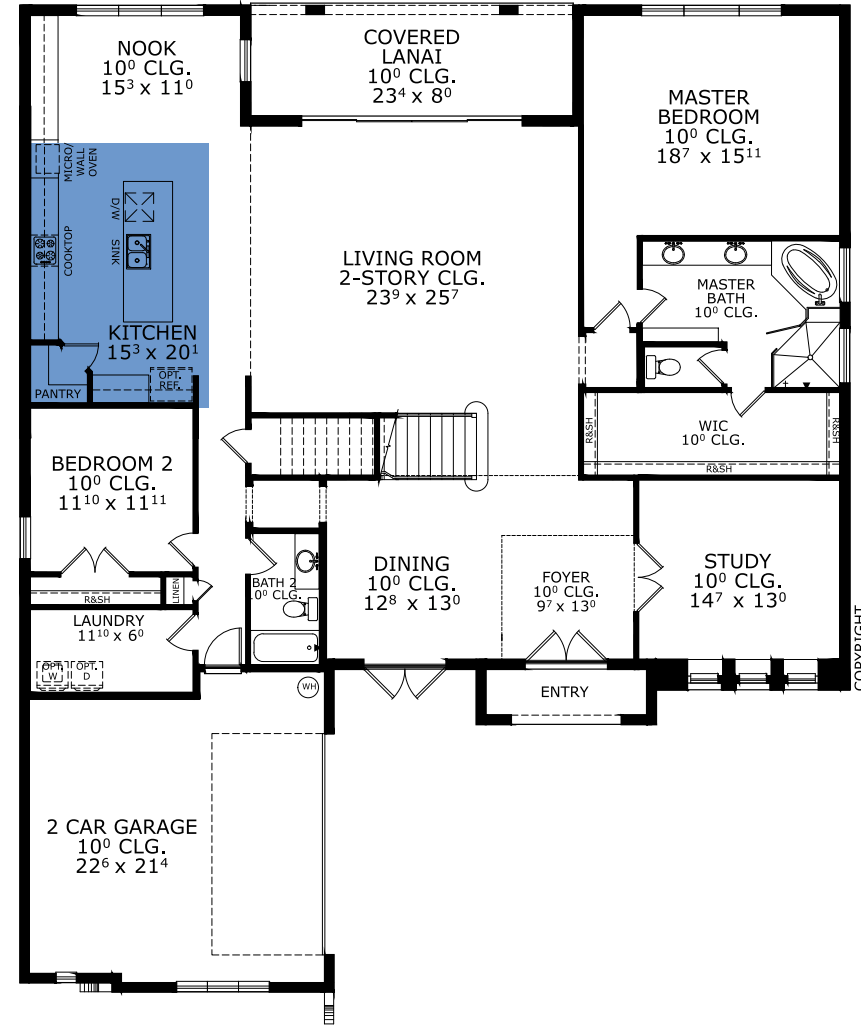 NOOK
10⁰ CLG.
15³ x 11⁰
COVERED
LANAI
10⁰ CLG.
23⁴ x 8⁰
MASTER
BEDROOM
10⁰ CLG.
18⁷ x 15¹¹
MICRO/
WALL
OVEN
D/W
SINK
COOKTOP
KITCHEN
15³ x 20¹
OPT.
REF.
PANTRY
LIVING ROOM
2-STORY CLG.
23⁹ x 25⁷
MASTER
BATH
10⁰ CLG.
R&SH
WIC
10⁰ CLG.
R&SH
R&SH
BEDROOM 2
10⁰ CLG.
11¹⁰ x 11¹¹
R&SH
LINEN
BATH 2
10⁰ CLG.
DINING
10⁰ CLG.
12⁸ x 13⁰
FOYER
10⁰ CLG.
9⁷ x 13⁰
STUDY
10⁰ CLG.
14⁷ x 13⁰
LAUNDRY
11¹⁰ x 6⁰
OPT.
W
OPT.
D
WH
ENTRY
COPYRIGHT
2 CAR GARAGE
10⁰ CLG.
22⁶ x 21⁴